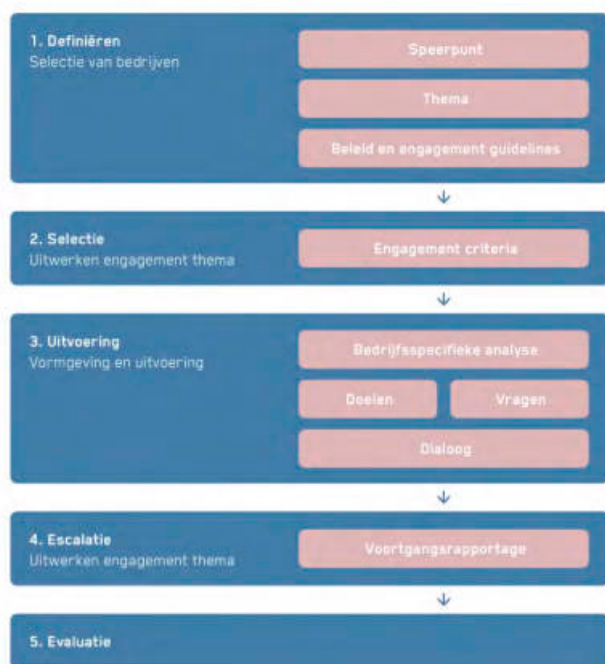 1. Definiëren
Selectie van bedrijven
Speerpunt
Thema
Beleid en engagement guidelines
2. Selectie
Uitwerken engagement thema
Engagement criteria
3. Uitvoering
Vormgeving en uitvoering
Bedrijfsspecifieke analyse
Doelen
Vragen
Dialoog
4. Escalatie
Uitwerken engagement thema
Voortgangsrapportage
5. Evaluatie